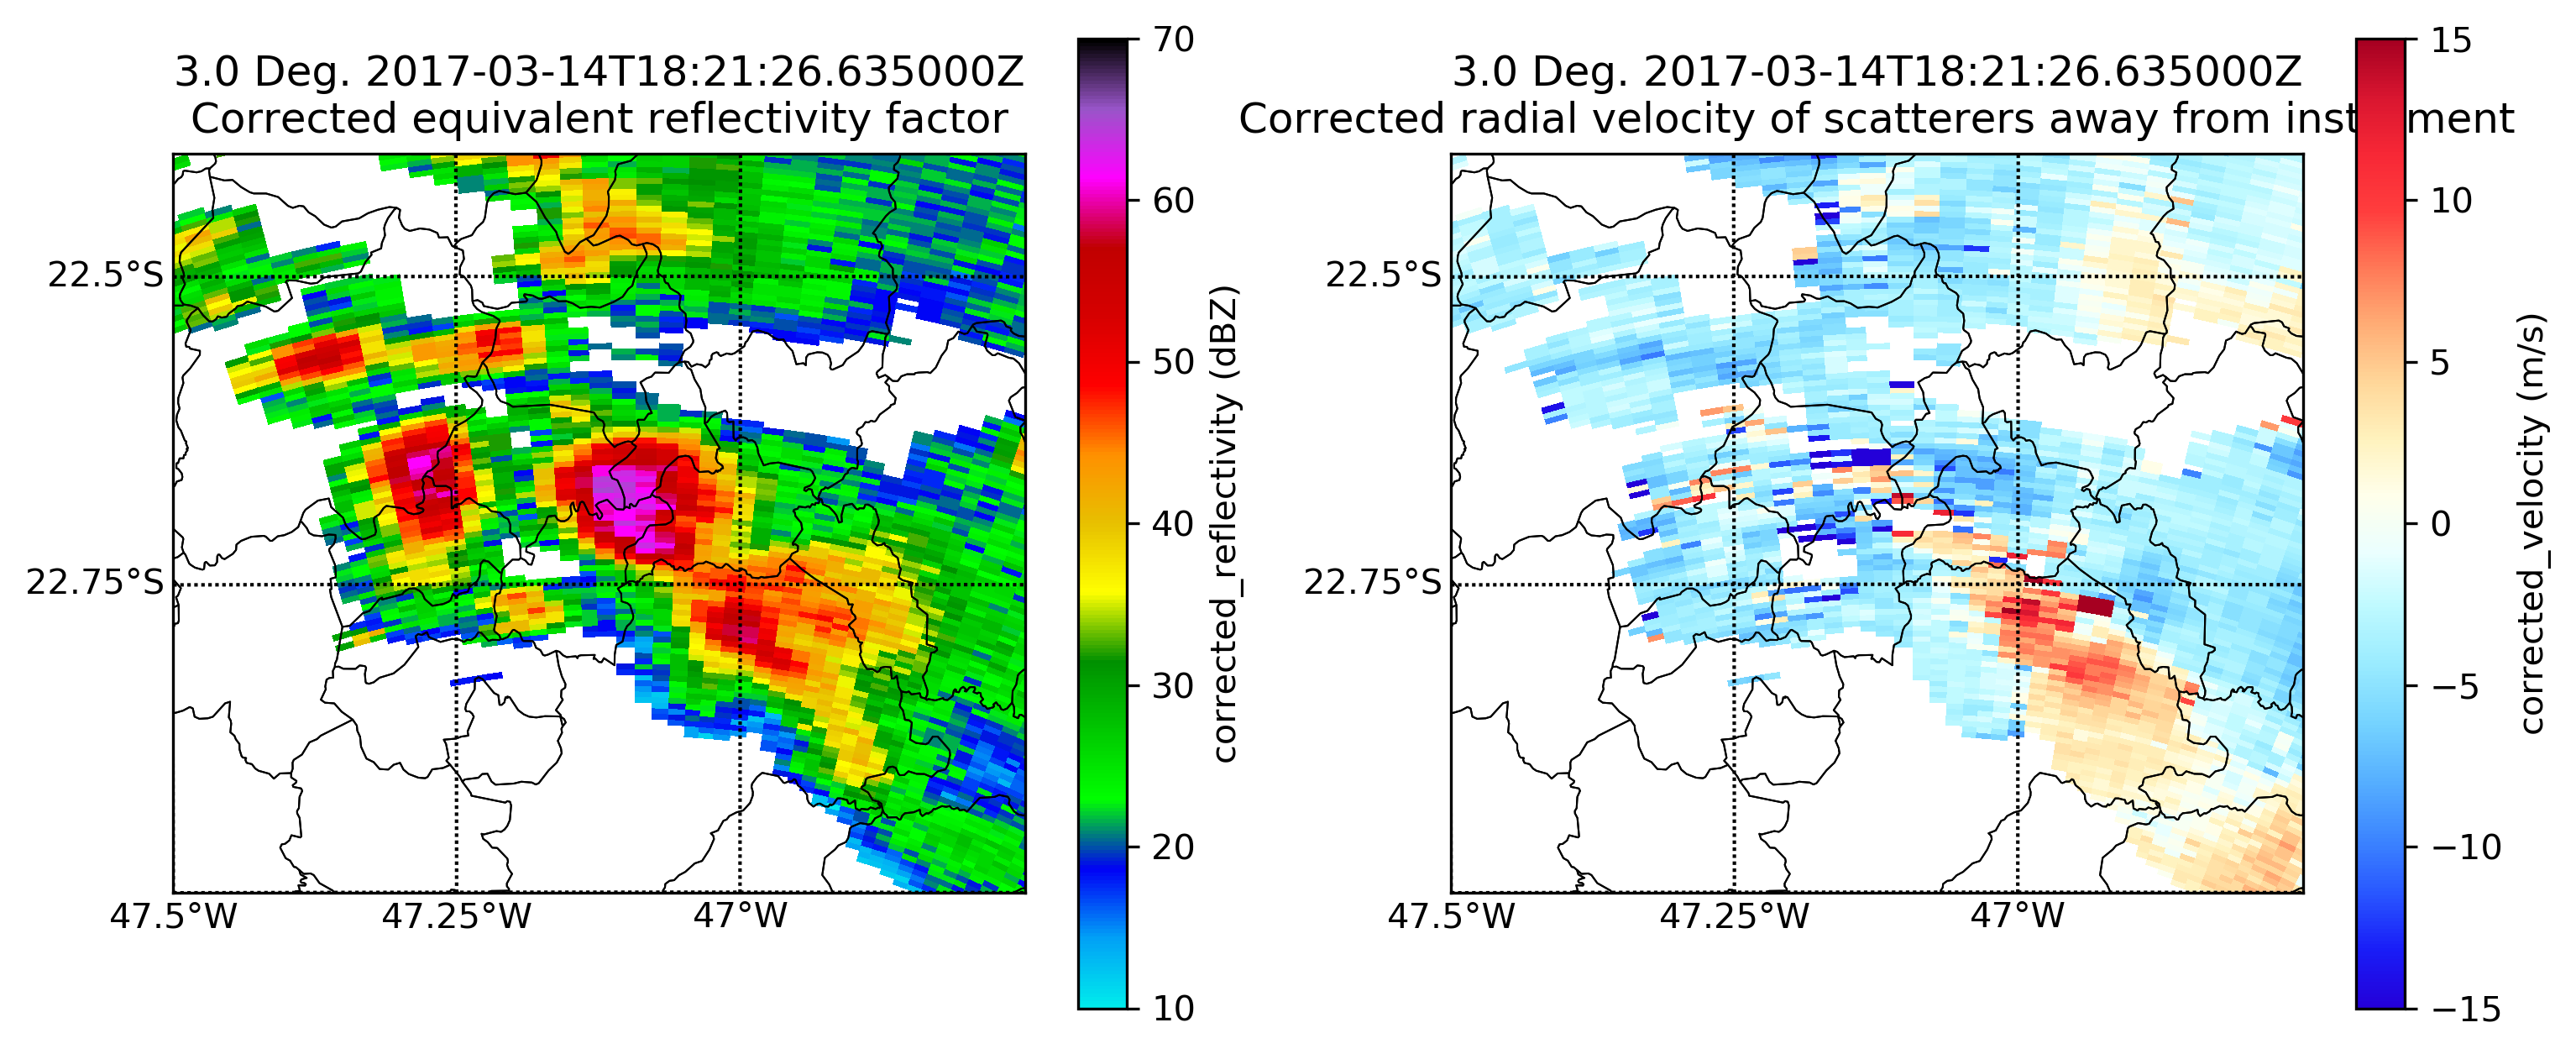 3.0 Deg. 2017-03-14T18:21:26.635000Z
Corrected equivalent reflectivity factor
22.5°S
22.75°S
47.5°W
47.25°W
47°W
70
60
50
40
30
20
10
corrected_reflectivity (dBZ)
3.0 Deg. 2017-03-14T18:21:26.635000Z
Corrected radial velocity of scatterers away from inst ment
22.5°S
22.75°S
47.5°W
47.25°W
47°W
15
10
5
0
−5
−10
−15
corrected_velocity (m/s)